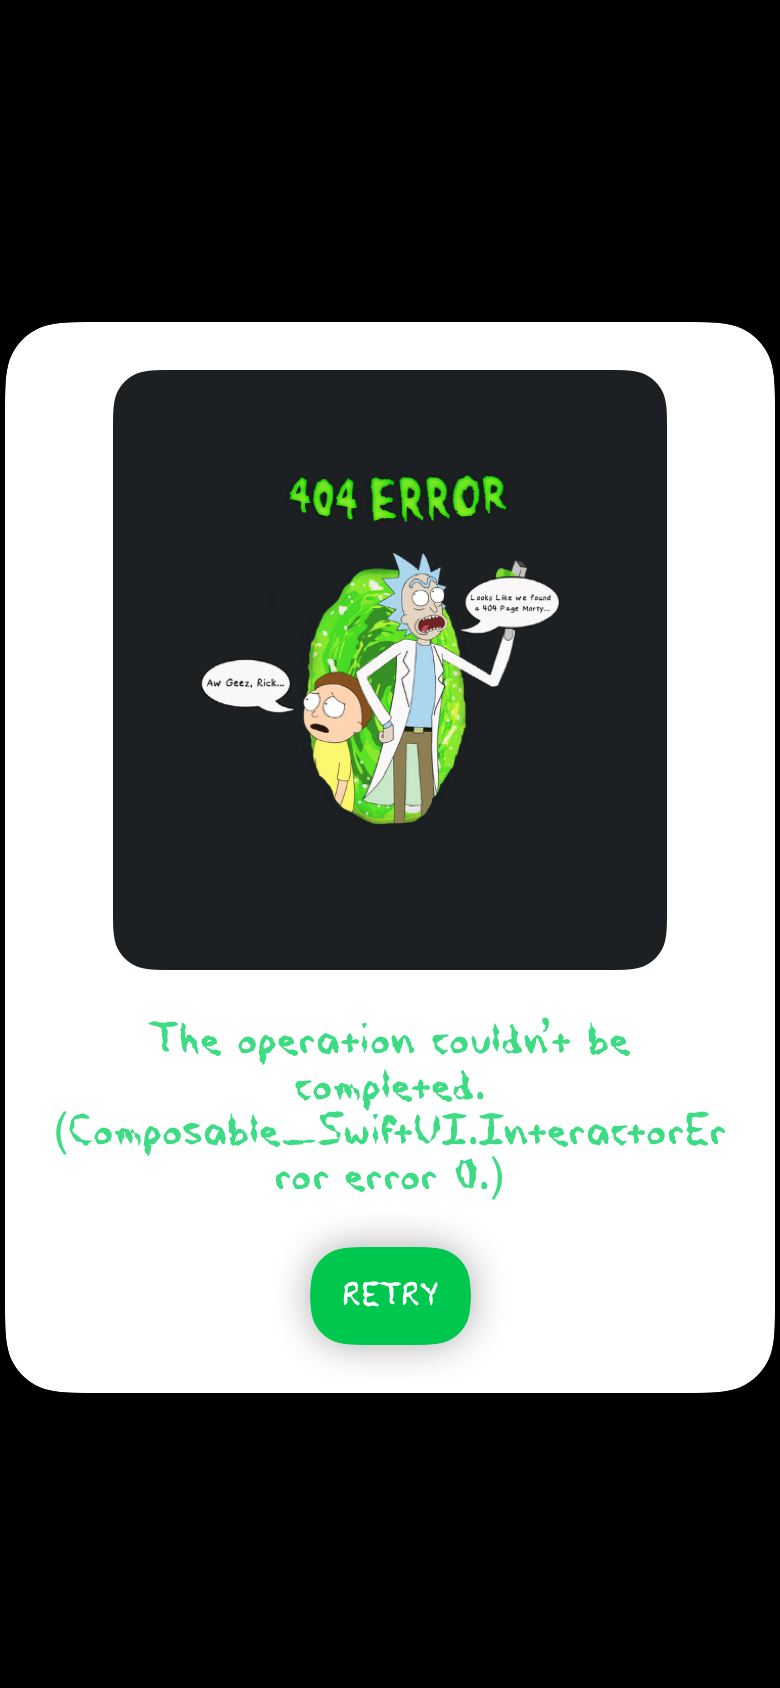 404 ERROR
Looks Like we found
a 404 Page Morty...
Aw Geez, Rick...
The operation couldn't be
completed.
(Composable_SwiftUI.InteractorEr
ror error 0.)
RETRY